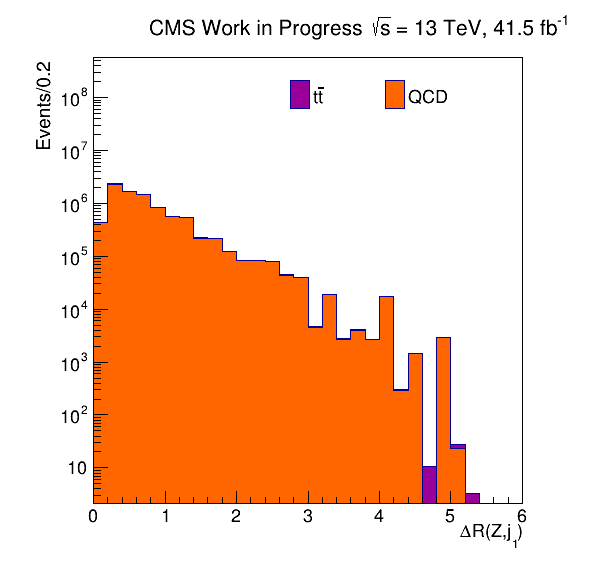 CMS Work in Progress √s = 13 TeV, 41.5 fb⁻¹
Events/0.2
tt̄ QCD
10⁸
10⁷
10⁶
10⁵
10⁴
10³
10²
10
0 1 2 3 4 5 6
ΔR(Z,j₁)